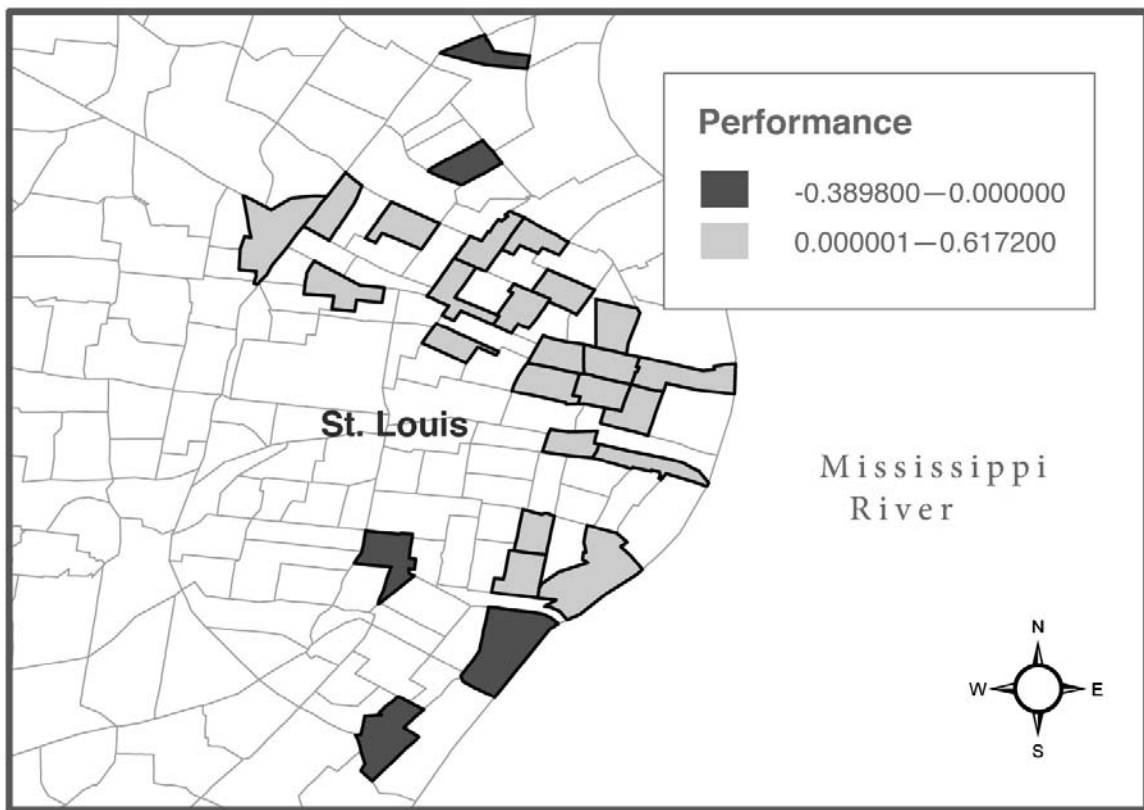 Performance
-0.389800—0.000000
0.000001—0.617200
St. Louis
Mississippi
River
N
W
E
S